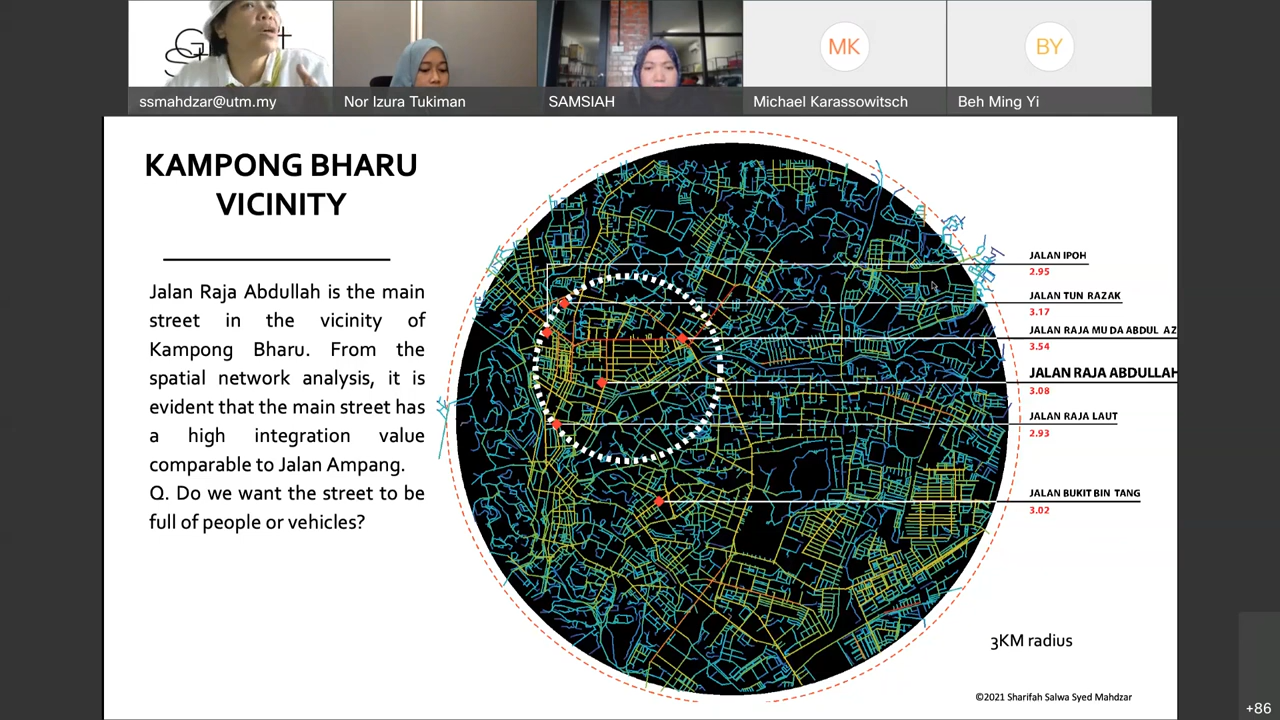 ssmahdzar@utm.my
Nor Izura Tukiman
SAMSIAH
MK
Michael Karassowitsch
BY
Beh Ming Yi
KAMPONG BHARU
VICINITY
Jalan Raja Abdullah is the main
street in the vicinity of
Kampong Bharu. From the
spatial network analysis, it is
evident that the main street has
a high integration value
comparable to Jalan Ampang.
Q. Do we want the street to be
full of people or vehicles?
JALAN IPOH
2.95
JALAN TUN RAZAK
3.17
JALAN RAJA MU DA ABDUL AZ
3.54
JALAN RAJA ABDULLAH
3.08
JALAN RAJA LAUT
2.93
JALAN BUKIT BIN TANG
3.02
3KM radius
©2021 Sharifah Salwa Syed Mahdzar
+86